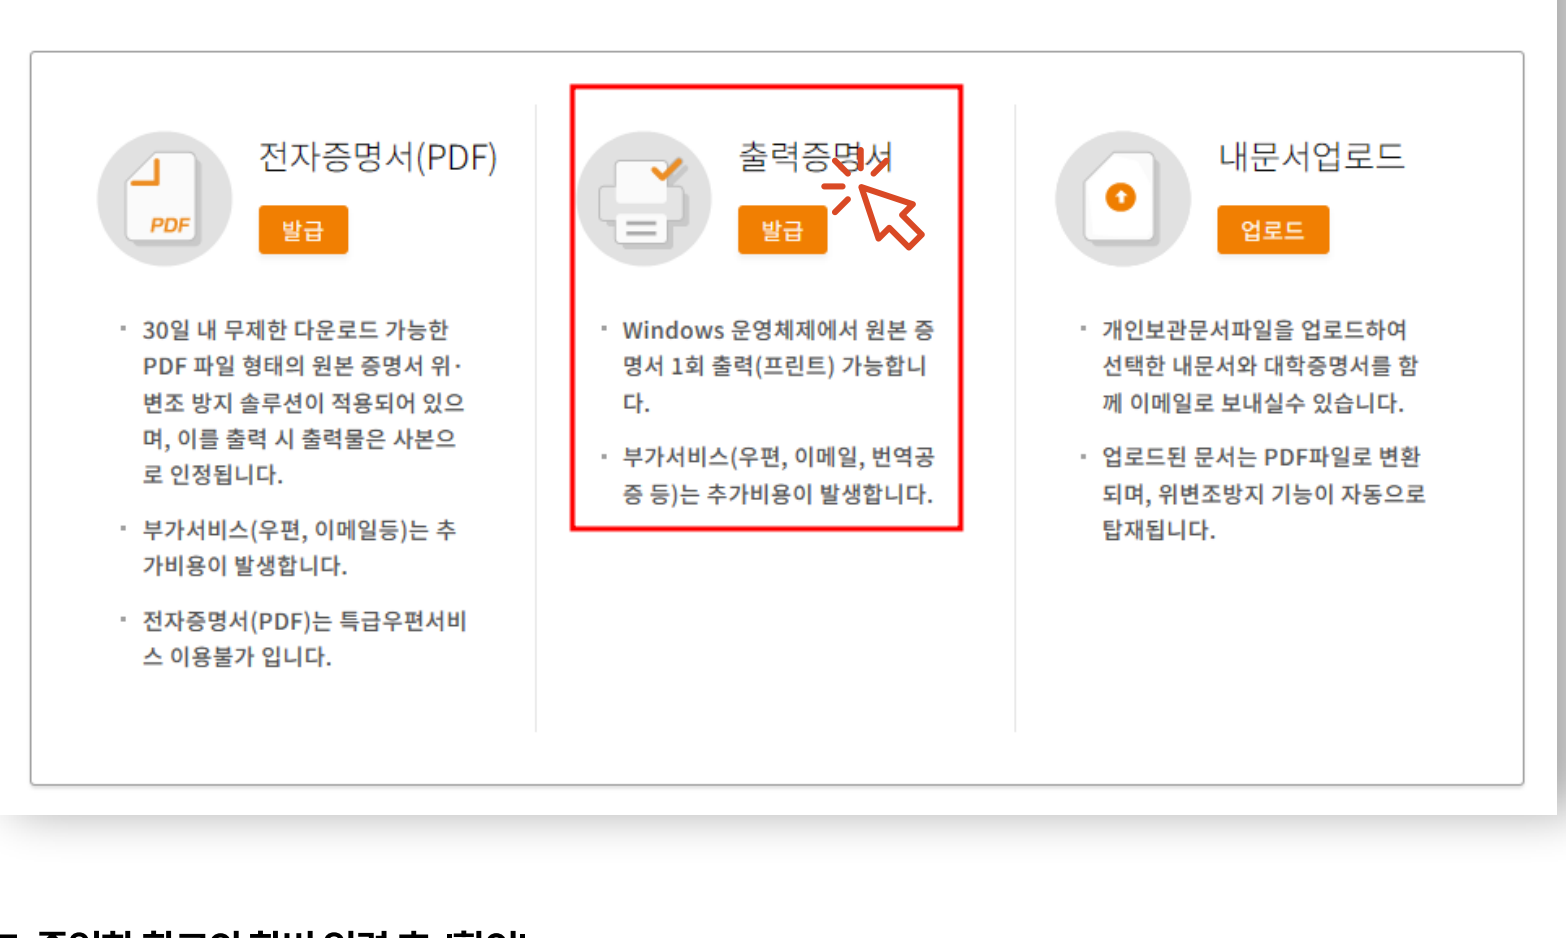 전자증명서(PDF)
PDF
발급
30일 내 무제한 다운로드 가능한
PDF 파일 형태의 원본 증명서 위·
변조 방지 솔루션이 적용되어 있으
며, 이를 출력 시 출력물은 사본으
로 인정됩니다.
부가서비스(우편, 이메일등)는 추
가비용이 발생합니다.
전자증명서(PDF)는 특급우편서비
스 이용불가 입니다.
출력증명서
발급
Windows 운영체제에서 원본 증
명서 1회 출력(프린트) 가능합니
다.
부가서비스(우편, 이메일, 번역공
증 등)는 추가비용이 발생합니다.
내문서업로드
업로드
개인보관문서파일을 업로드하여
선택한 내문서와 대학증명서를 함
께 이메일로 보내실수 있습니다.
업로드된 문서는 PDF파일로 변환
되며, 위변조방지 기능이 자동으로
탑재됩니다.